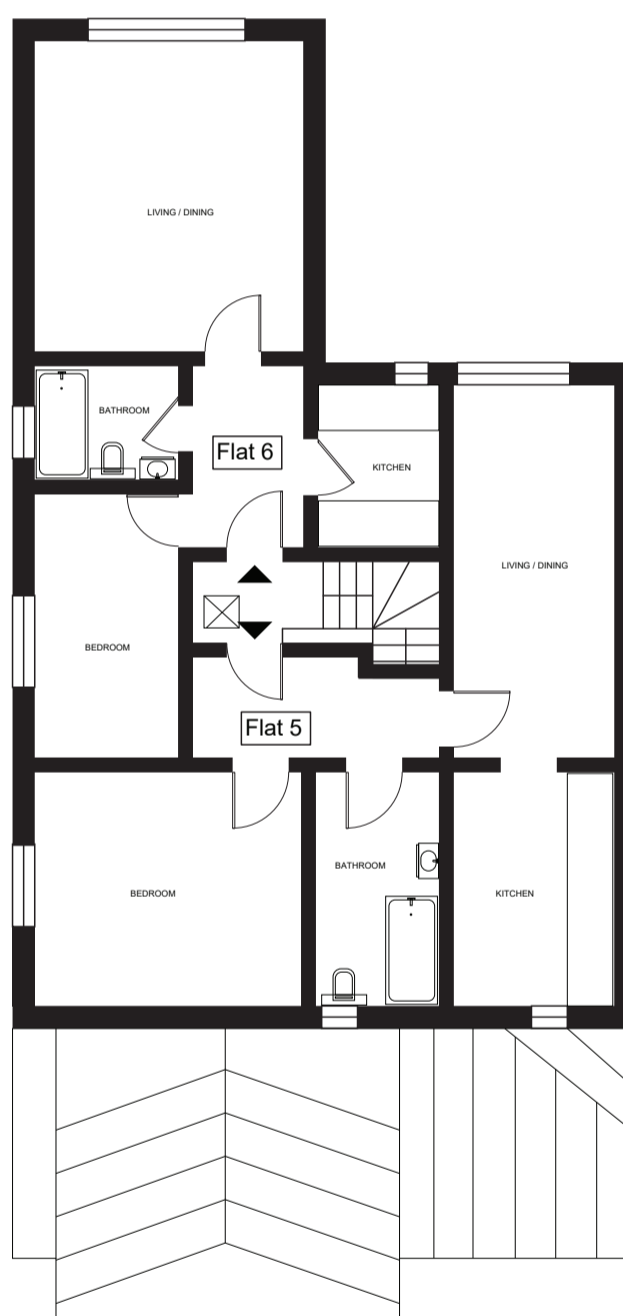 LIVING / DINING
BATHROOM
Flat 6
KITCHEN
LIVING / DINING
BEDROOM
Flat 5
BATHROOM
BEDROOM
KITCHEN